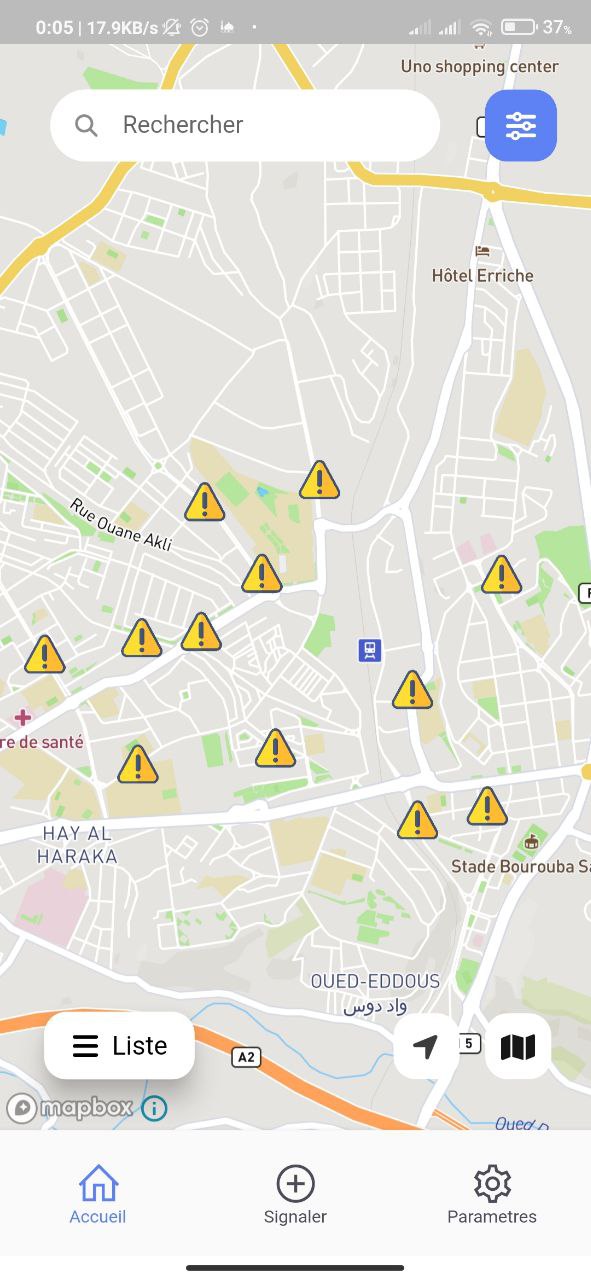 0:05 | 17.9KB/s
37%
Uno shopping center
Rechercher
Hôtel Erriche
Rue Ouane Akli
re de santé
HAY AL
HARAKA
Stade Bourouba Sa
OUED-EDDOUS
واد دوس
Liste
A2
5
mapbox
Oued
Accueil
Signaler
Parametres